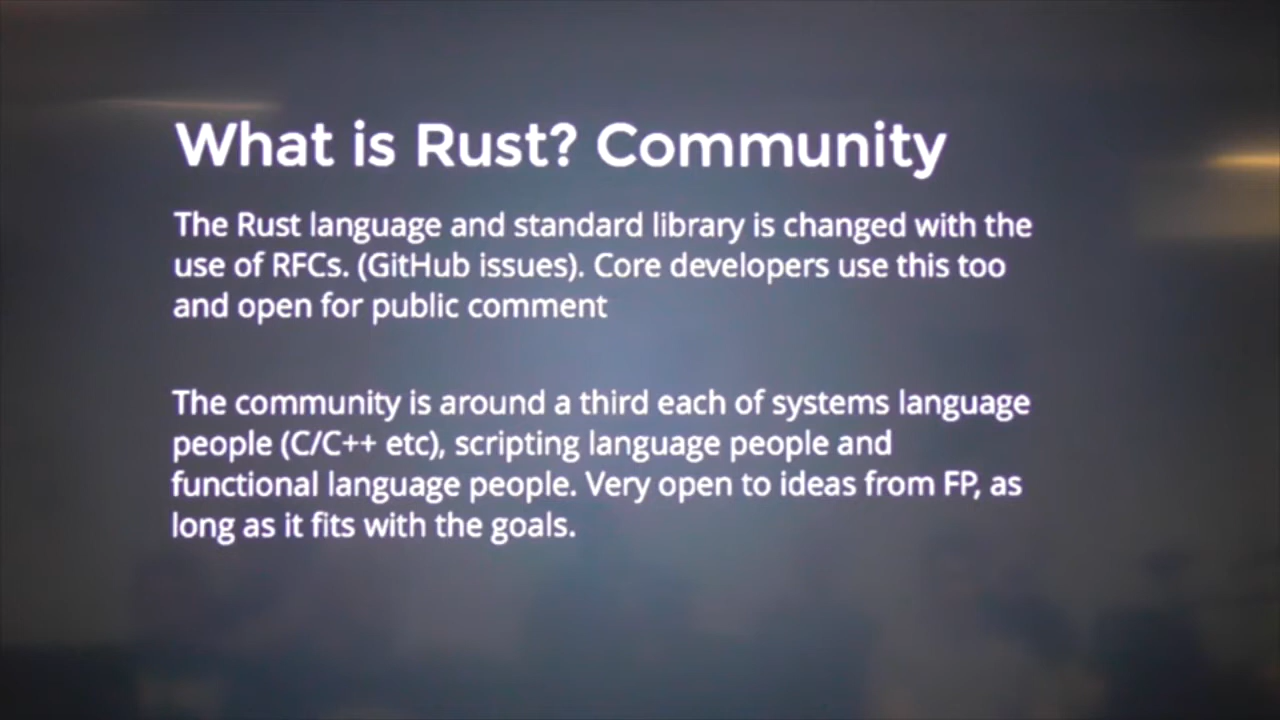 What is Rust? Community
The Rust language and standard library is changed with the
use of RFCs. (GitHub issues). Core developers use this too
and open for public comment
The community is around a third each of systems language
people (C/C++ etc), scripting language people and
functional language people. Very open to ideas from FP, as
long as it fits with the goals.